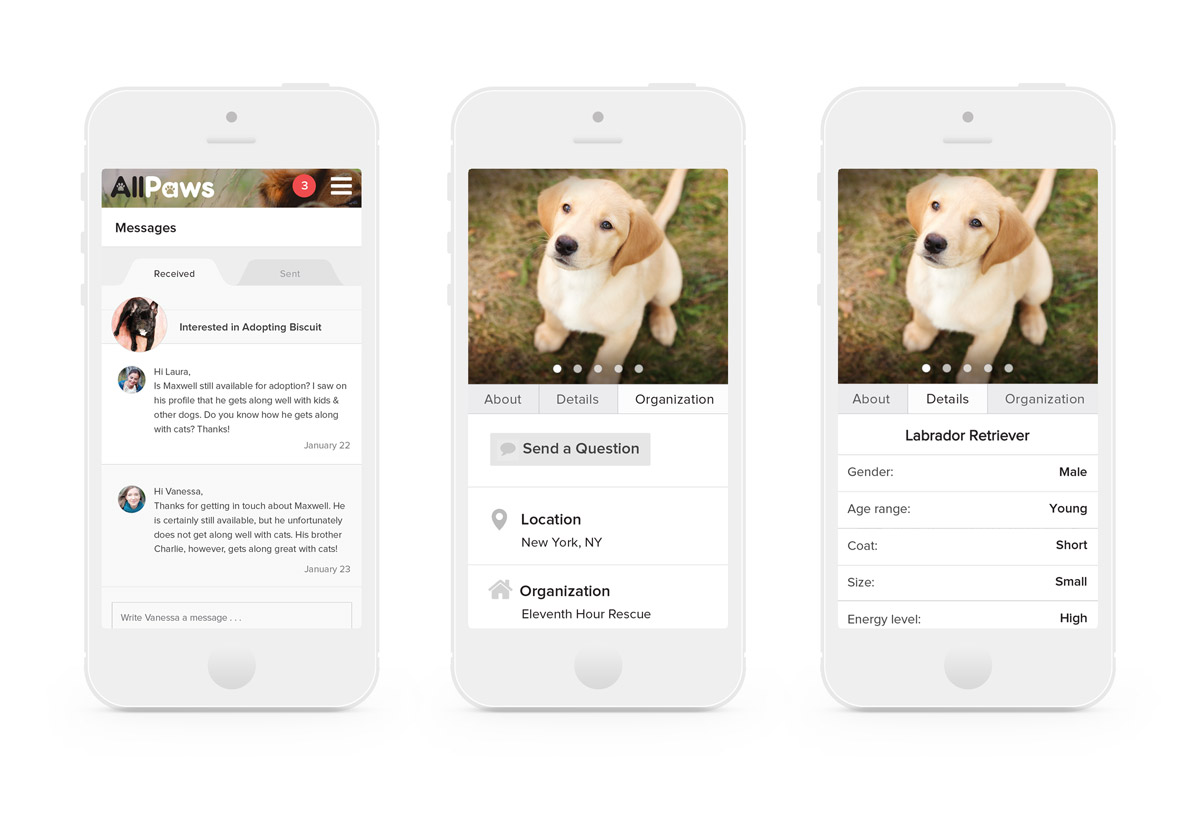 AllPaws
3
Messages
Received
Sent
Interested in Adopting Biscuit
Hi Laura,
Is Maxwell still available for adoption? I saw on
his profile that he gets along well with kids &
other dogs. Do you know how he gets along
with cats? Thanks!
January 22
Hi Vanessa,
Thanks for getting in touch about Maxwell. He
is certainly still available, but he unfortunately
does not get along well with cats. His brother
Charlie, however, gets along great with cats!
January 23
Write Vanessa a message . . .
About
Details
Organization
Send a Question
Location
New York, NY
Organization
Eleventh Hour Rescue
About
Details
Organization
Labrador Retriever
Gender: Male
Age range: Young
Coat: Short
Size: Small
Energy level: High